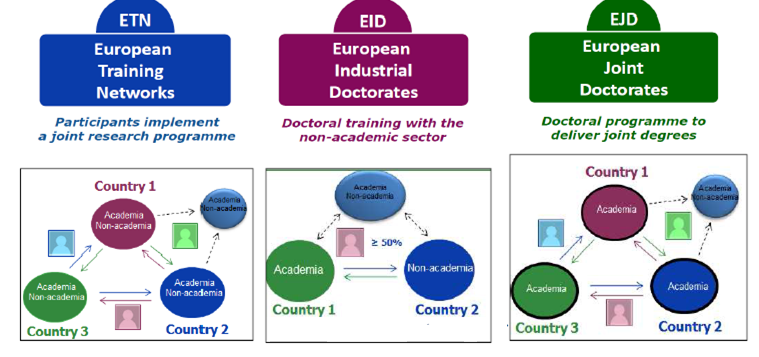 ETN
European
Training
Networks
Participants implement
a joint research programme
Country 1
Academia
Non-academia
Academia
Non-academia
Academia
Non-academia
Academia
Non-academia
Country 3
Country 2
EID
European
Industrial
Doctorates
Doctoral training with the
non-academic sector
Academia
Non-academia
≥ 50%
Academia
Non-academia
Country 1
Country 2
EJD
European
Joint
Doctorates
Doctoral programme to
deliver joint degrees
Country 1
Academia
Non-academia
Academia
Academia
Academia
Country 3
Country 2